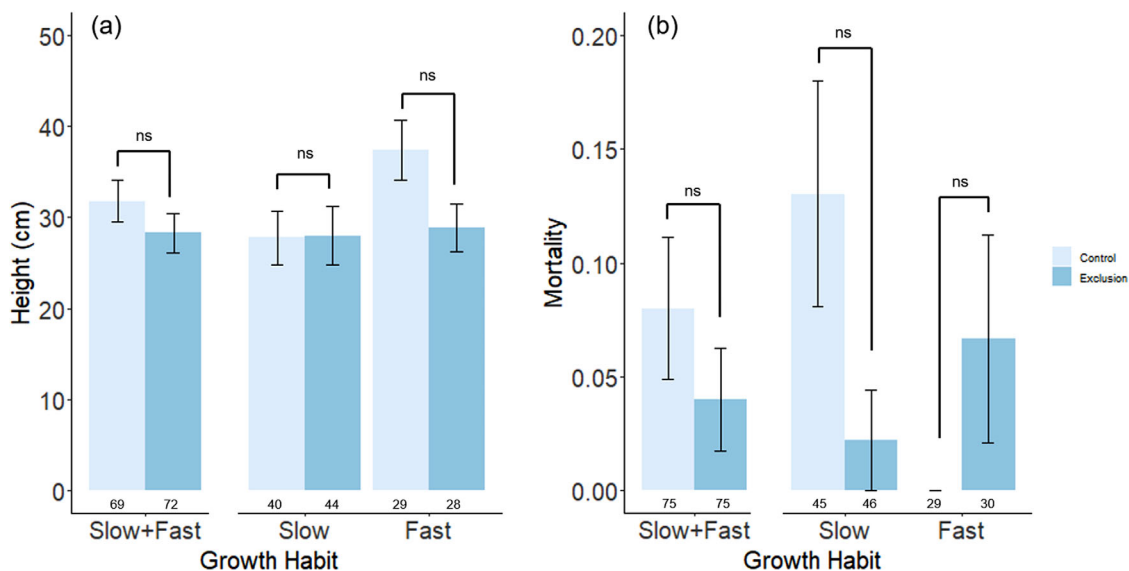 (a)
50
40
30
20
10
0
Height (cm)
ns
ns
ns
69 72 40 44 29 28
Slow+Fast Slow Fast
Growth Habit
(b)
0.20
0.15
0.10
0.05
0.00
Mortality
ns
ns
ns
75 75 45 46 29 30
Slow+Fast Slow Fast
Growth Habit
Control
Exclusion